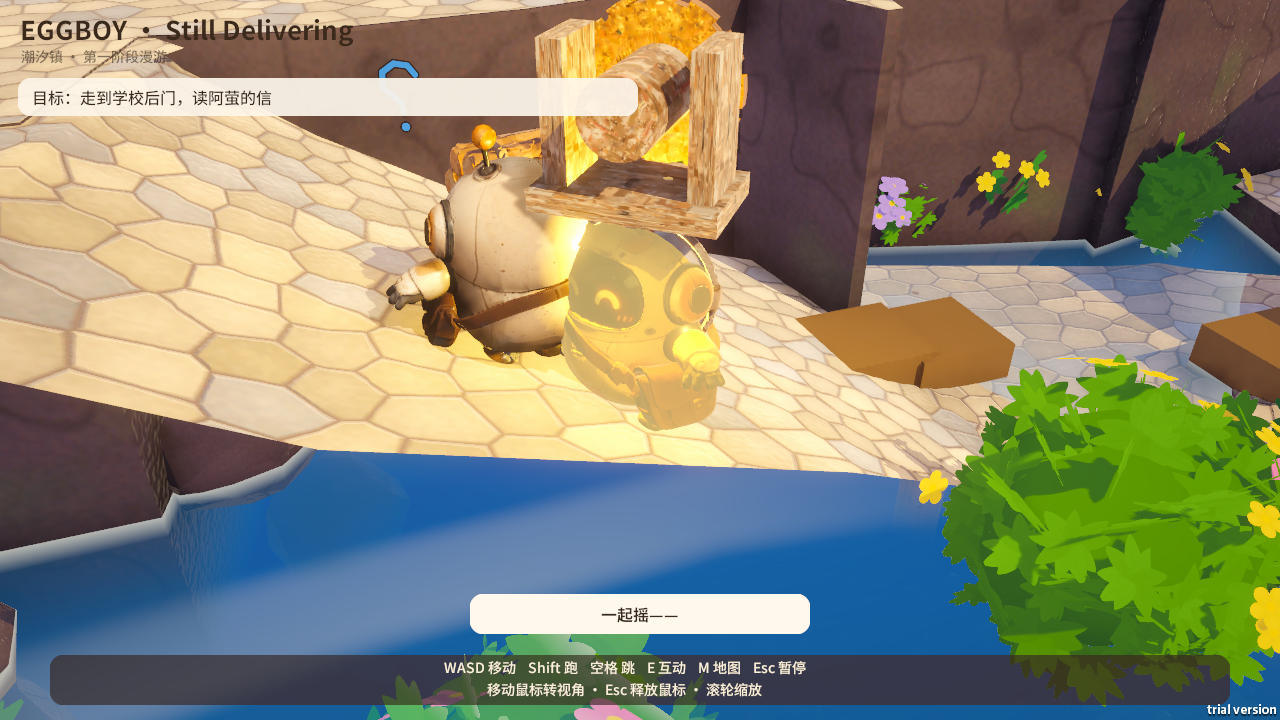 EGGBOY · Still Delivering
潮汐镇 · 第一阶段漫游
目标：走到学校后门，读阿萤的信
一起摇——
WASD 移动 Shift 跑 空格 跳 E 互动 M 地图 Esc 暂停
移动鼠标转视角 · Esc 释放鼠标 · 滚轮缩放
trial version